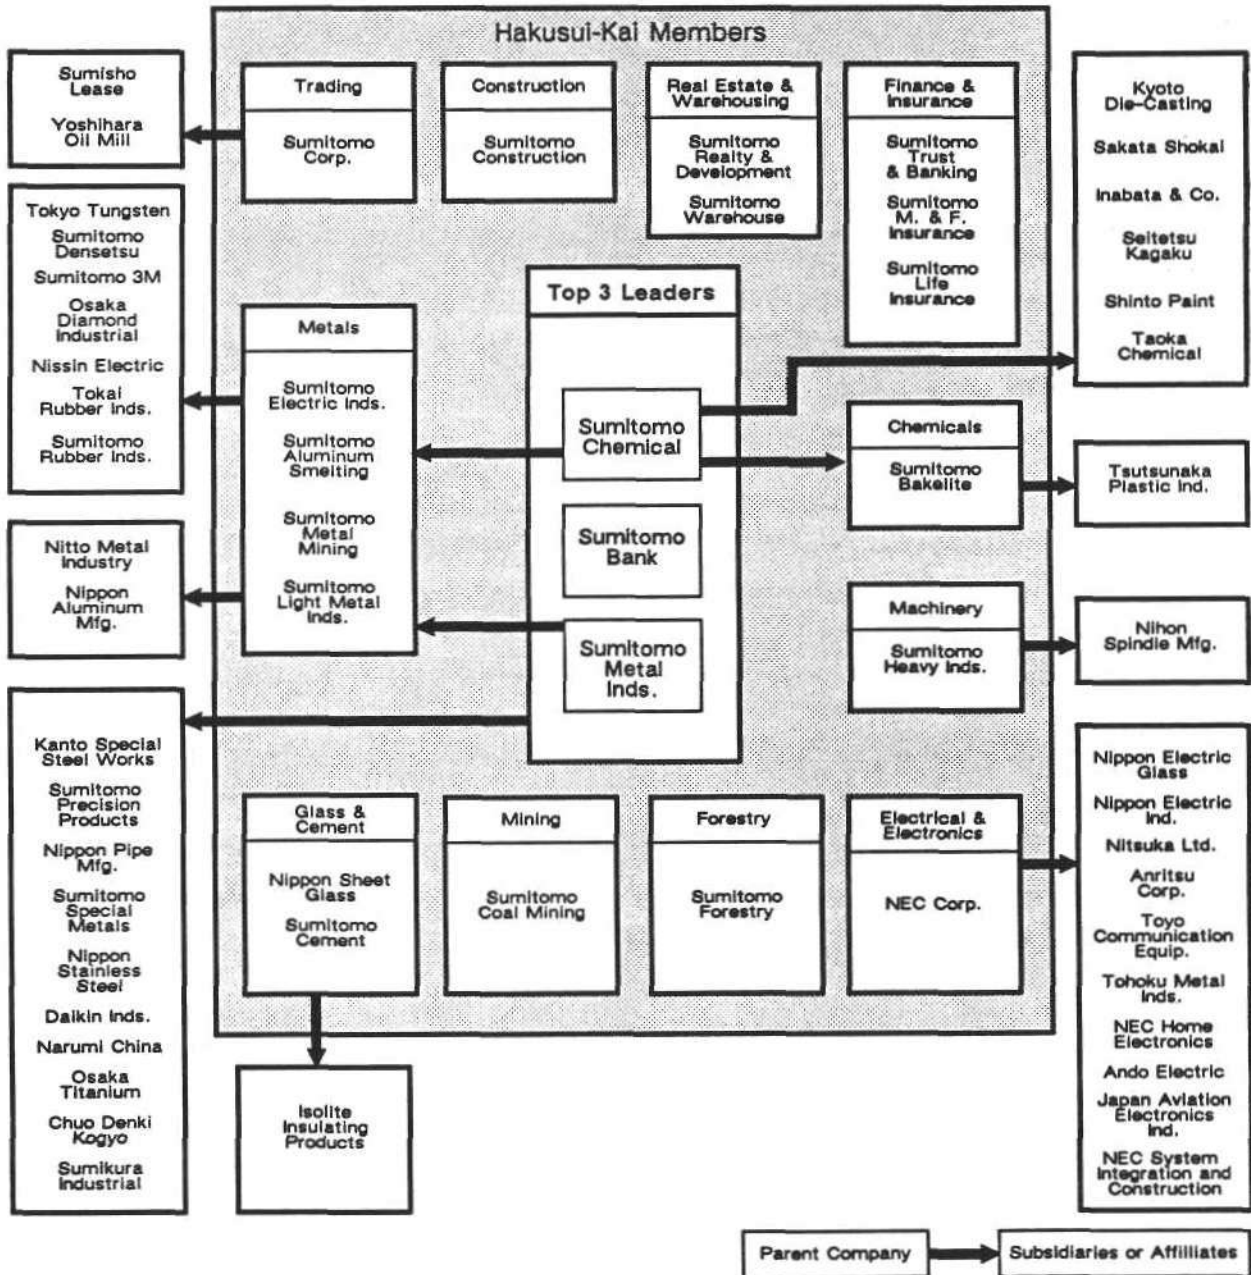 Hakusui-Kai Members
Sumisho
Lease
Yoshihara
Oil Mill
Trading
Sumitomo
Corp.
Construction
Sumitomo
Construction
Real Estate &
Warehousing
Sumitomo
Realty &
Development
Sumitomo
Warehouse
Finance &
Insurance
Sumitomo
Trust
& Banking
Sumitomo
M. & F.
Insurance
Sumitomo
Life
Insurance
Kyoto
Die-Casting
Sakata Shokai
Inabata & Co.
Seitetsu
Kagaku
Shinto Paint
Taoka
Chemical
Tokyo Tungsten
Sumitomo
Densetsu
Sumitomo 3M
Osaka
Diamond
Industrial
Nissin Electric
Tokai
Rubber Inds.
Sumitomo
Rubber Inds.
Metals
Sumitomo
Electric Inds.
Sumitomo
Aluminum
Smelting
Sumitomo
Metal
Mining
Sumitomo
Light Metal
Inds.
Top 3 Leaders
Sumitomo
Chemical
Sumitomo
Bank
Sumitomo
Metal
Inds.
Chemicals
Sumitomo
Bakelite
Tsutsunaka
Plastic Ind.
Nitto Metal
Industry
Nippon
Aluminum
Mfg.
Machinery
Sumitomo
Heavy Inds.
Nihon
Spindle Mfg.
Kanto Special
Steel Works
Sumitomo
Precision
Products
Nippon Pipe
Mfg.
Sumitomo
Special
Metals
Nippon
Stainless
Steel
Daikin Inds.
Narumi China
Osaka
Titanium
Chuo Denki
Kogyo
Sumikura
Industrial
Glass &
Cement
Nippon Sheet
Glass
Sumitomo
Cement
Mining
Sumitomo
Coal Mining
Forestry
Sumitomo
Forestry
Electrical &
Electronics
NEC Corp.
Nippon Electric
Glass
Nippon Electric
Ind.
Nitsuka Ltd.
Anritsu
Corp.
Toyo
Communication
Equip.
Tohoku Metal
Inds.
NEC Home
Electronics
Ando Electric
Japan Aviation
Electronics
Ind.
NEC System
Integration and
Construction
Isolite
Insulating
Products
Parent Company
Subsidiaries or Affilliates